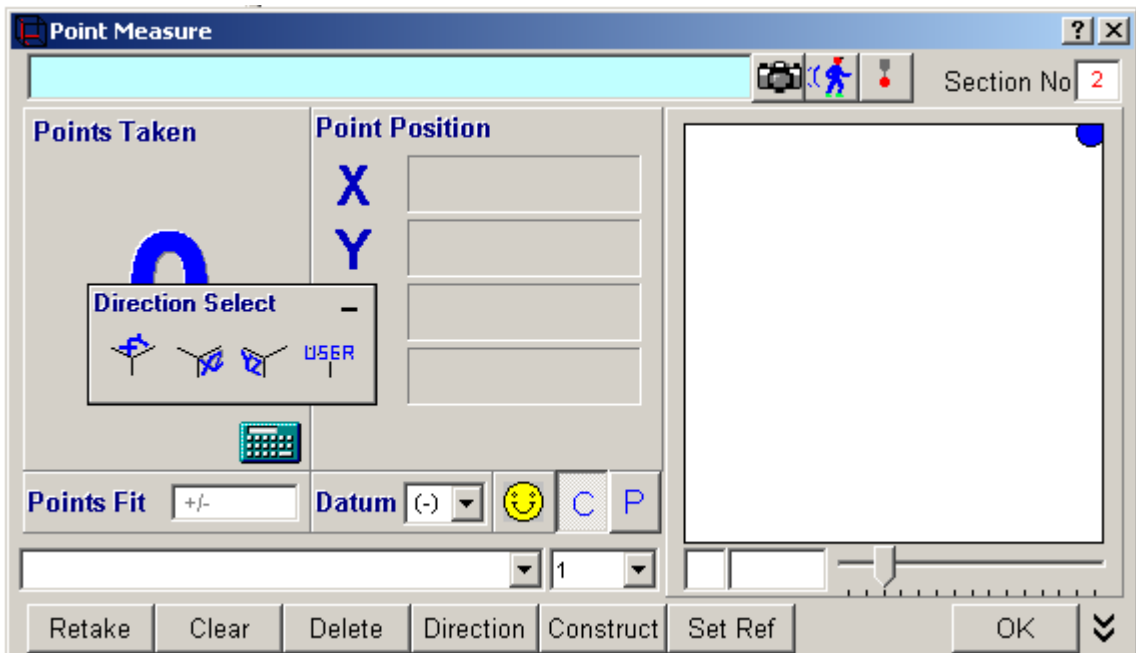 Point Measure
Section No 2
Points Taken
Point Position
X
Y
Direction Select
USER
Points Fit +/-
Datum (-) C P
1
Retake Clear Delete Direction Construct Set Ref OK